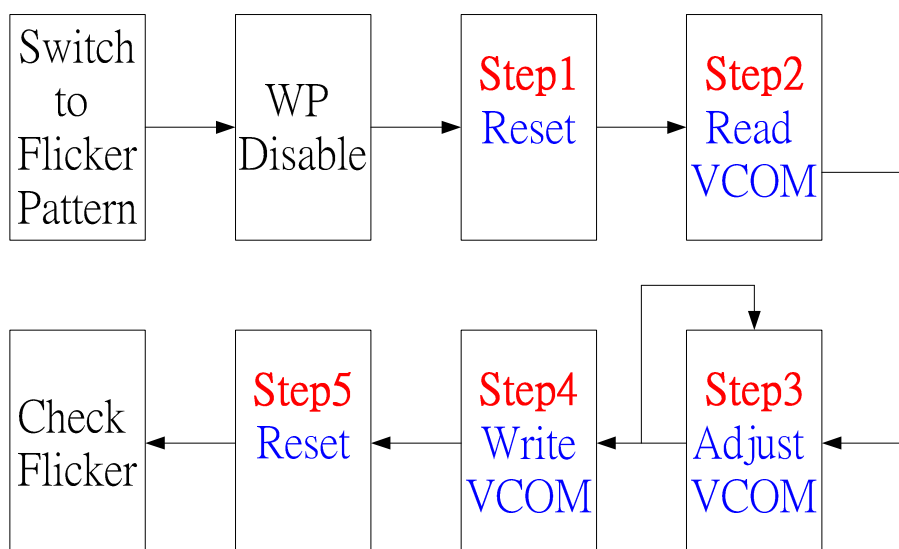 Switch
to
Flicker
Pattern
WP
Disable
Step1
Reset
Step2
Read
VCOM
Step3
Adjust
VCOM
Step4
Write
VCOM
Step5
Reset
Check
Flicker